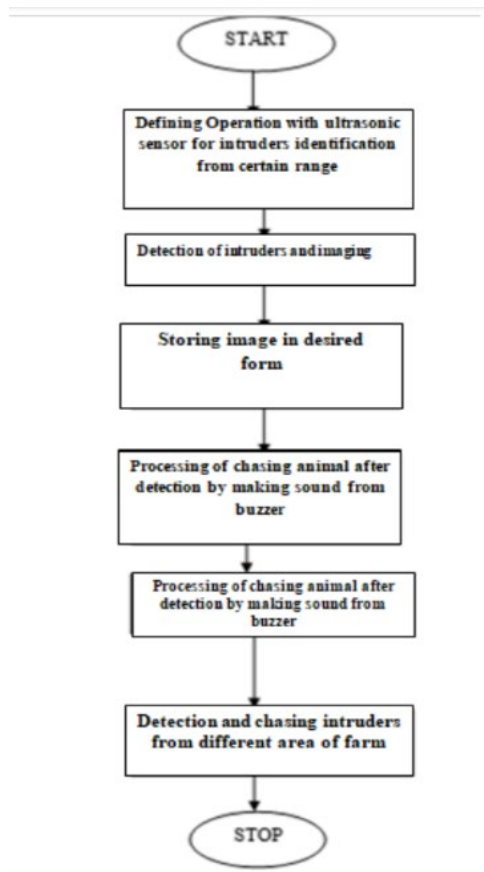 START
Defining Operation with ultrasonic
sensor for intruders identification
from certain range
Detection of intruders andimaging
Storing image in desired
form
Processing of chasing animal after
detection by making sound from
buzzer
Processing of chasing animal after
detection by making sound from
buzzer
Detection and chasing intruders
from different area of farm
STOP